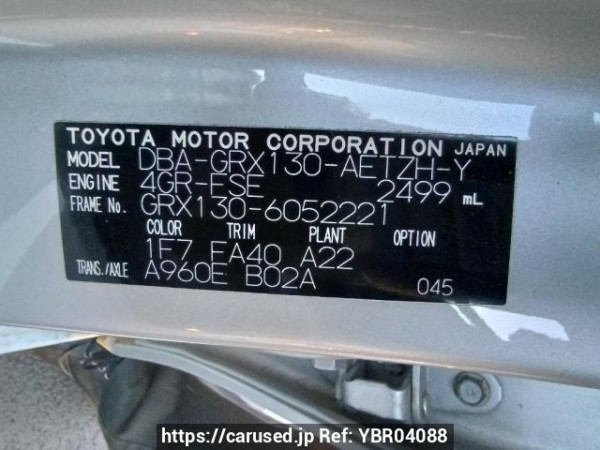 TOYOTA MOTOR CORPORATION JAPAN
MODEL DBA-GRX130-AETZH-Y
ENGINE 4GR-FSE 2499 mL
FRAME No. GRX130-6052221
COLOR TRIM PLANT OPTION
1F7 FA40 A22
TRANS./AXLE A960E B02A 045
https://carused.jp Ref: YBR04088